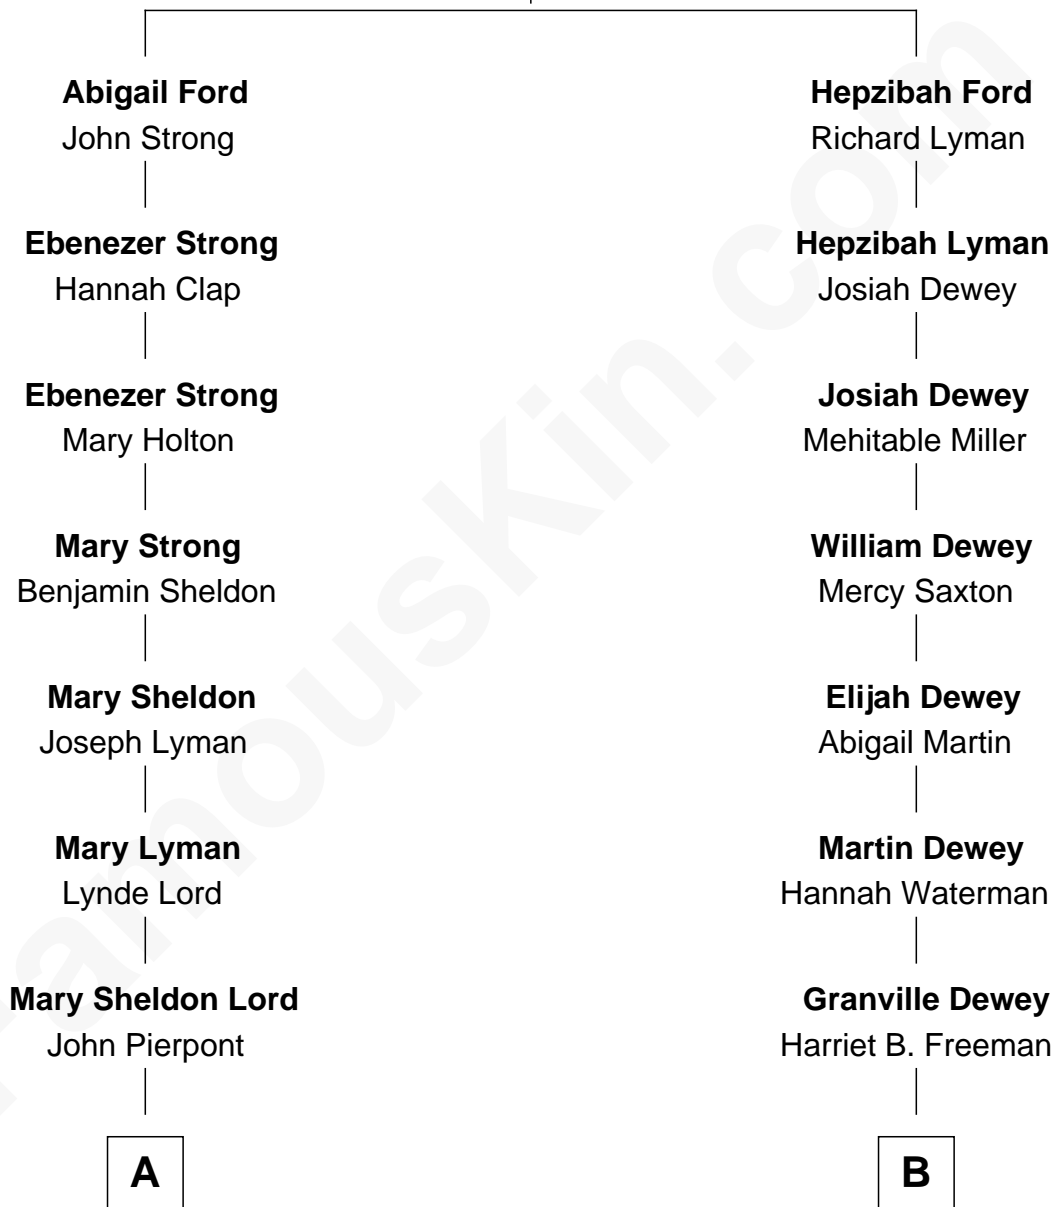 Abigail Ford
John Strong
Hepzibah Ford
Richard Lyman
Ebenezer Strong
Hannah Clap
Hepzibah Lyman
Josiah Dewey
Ebenezer Strong
Mary Holton
Josiah Dewey
Mehitable Miller
Mary Strong
Benjamin Sheldon
William Dewey
Mercy Saxton
Mary Sheldon
Joseph Lyman
Elijah Dewey
Abigail Martin
Mary Lyman
Lynde Lord
Martin Dewey
Hannah Waterman
Mary Sheldon Lord
John Pierpont
Granville Dewey
Harriet B. Freeman
A
B
FamousKin.com